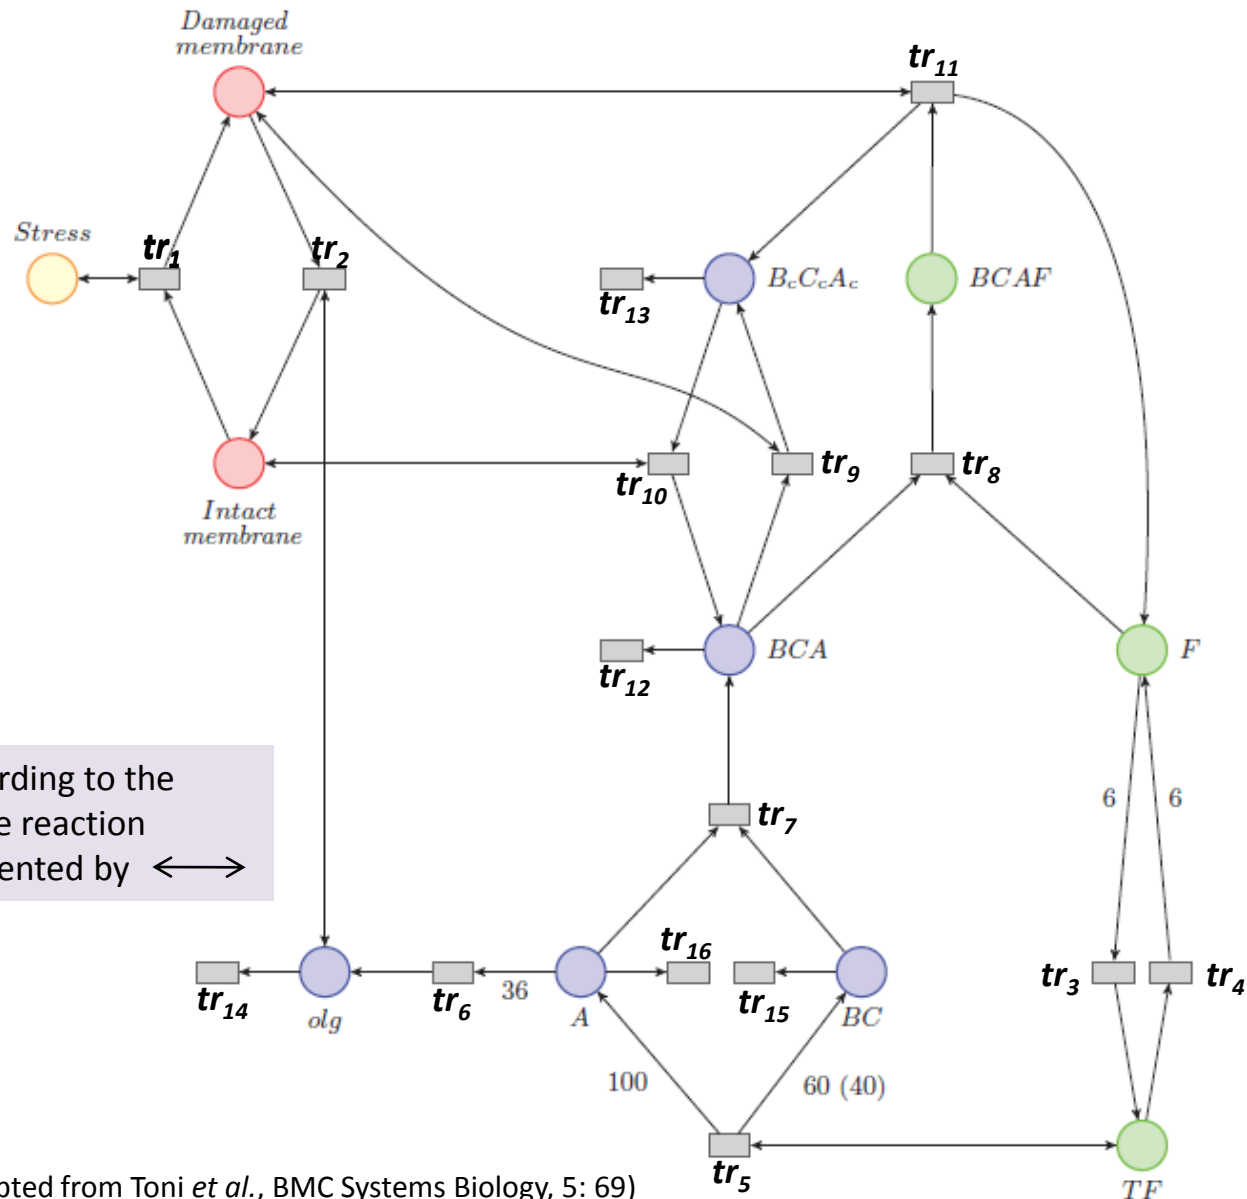 Damaged
membrane
tr11
Stress
tr1
tr2
BcCcAc
BCAF
tr13
tr10
tr9
tr8
Intact
membrane
BCA
F
tr12
rding to the
e reaction
ented by
6
6
tr7
tr16
tr14
olg
tr6
36
A
tr15
BC
tr3
tr4
100
60 (40)
tr5
TF
pted from Toni et al., BMC Systems Biology, 5: 69)